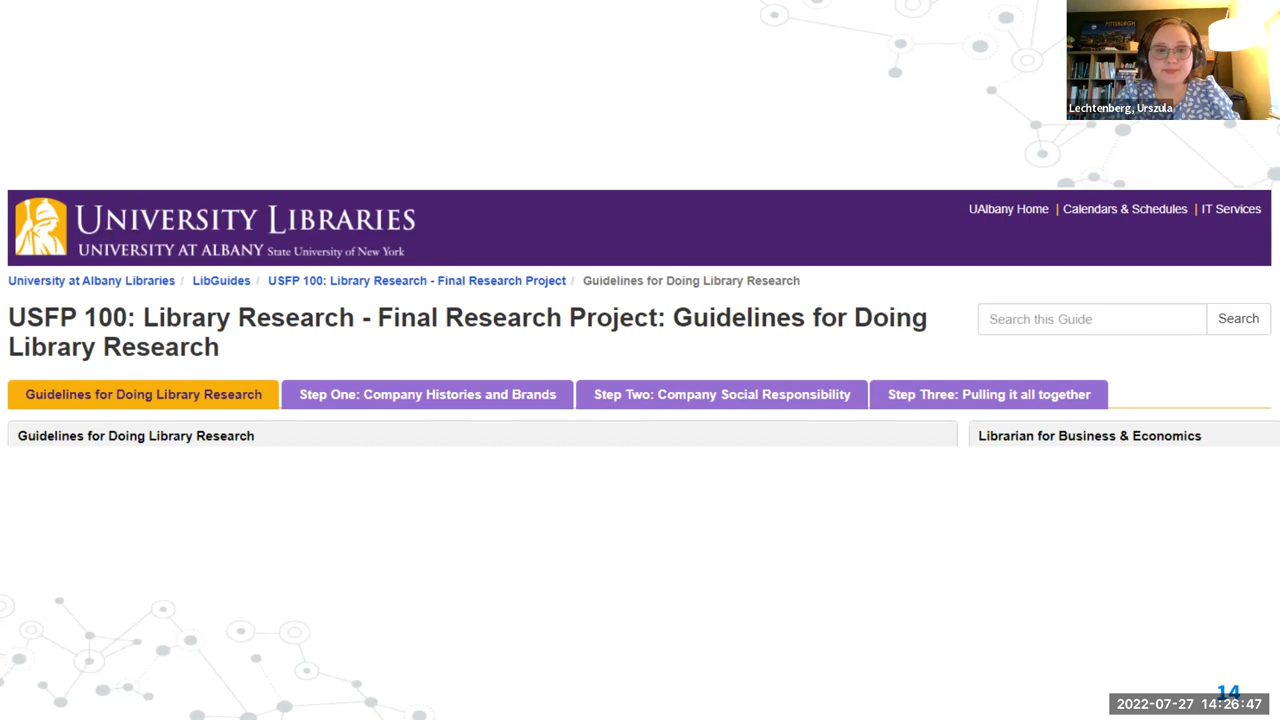 PITTSBURGH
Lechtenberg, Urszula
UNIVERSITY LIBRARIES
UNIVERSITY AT ALBANY State University of New York
UAlbany Home | Calendars & Schedules | IT Services
University at Albany Libraries / LibGuides / USFP 100: Library Research - Final Research Project / Guidelines for Doing Library Research
USFP 100: Library Research - Final Research Project: Guidelines for Doing
Library Research
Search this Guide Search
Guidelines for Doing Library Research Step One: Company Histories and Brands Step Two: Company Social Responsibility Step Three: Pulling it all together
Guidelines for Doing Library Research Librarian for Business & Economics
14
2022-07-27 14:26:47